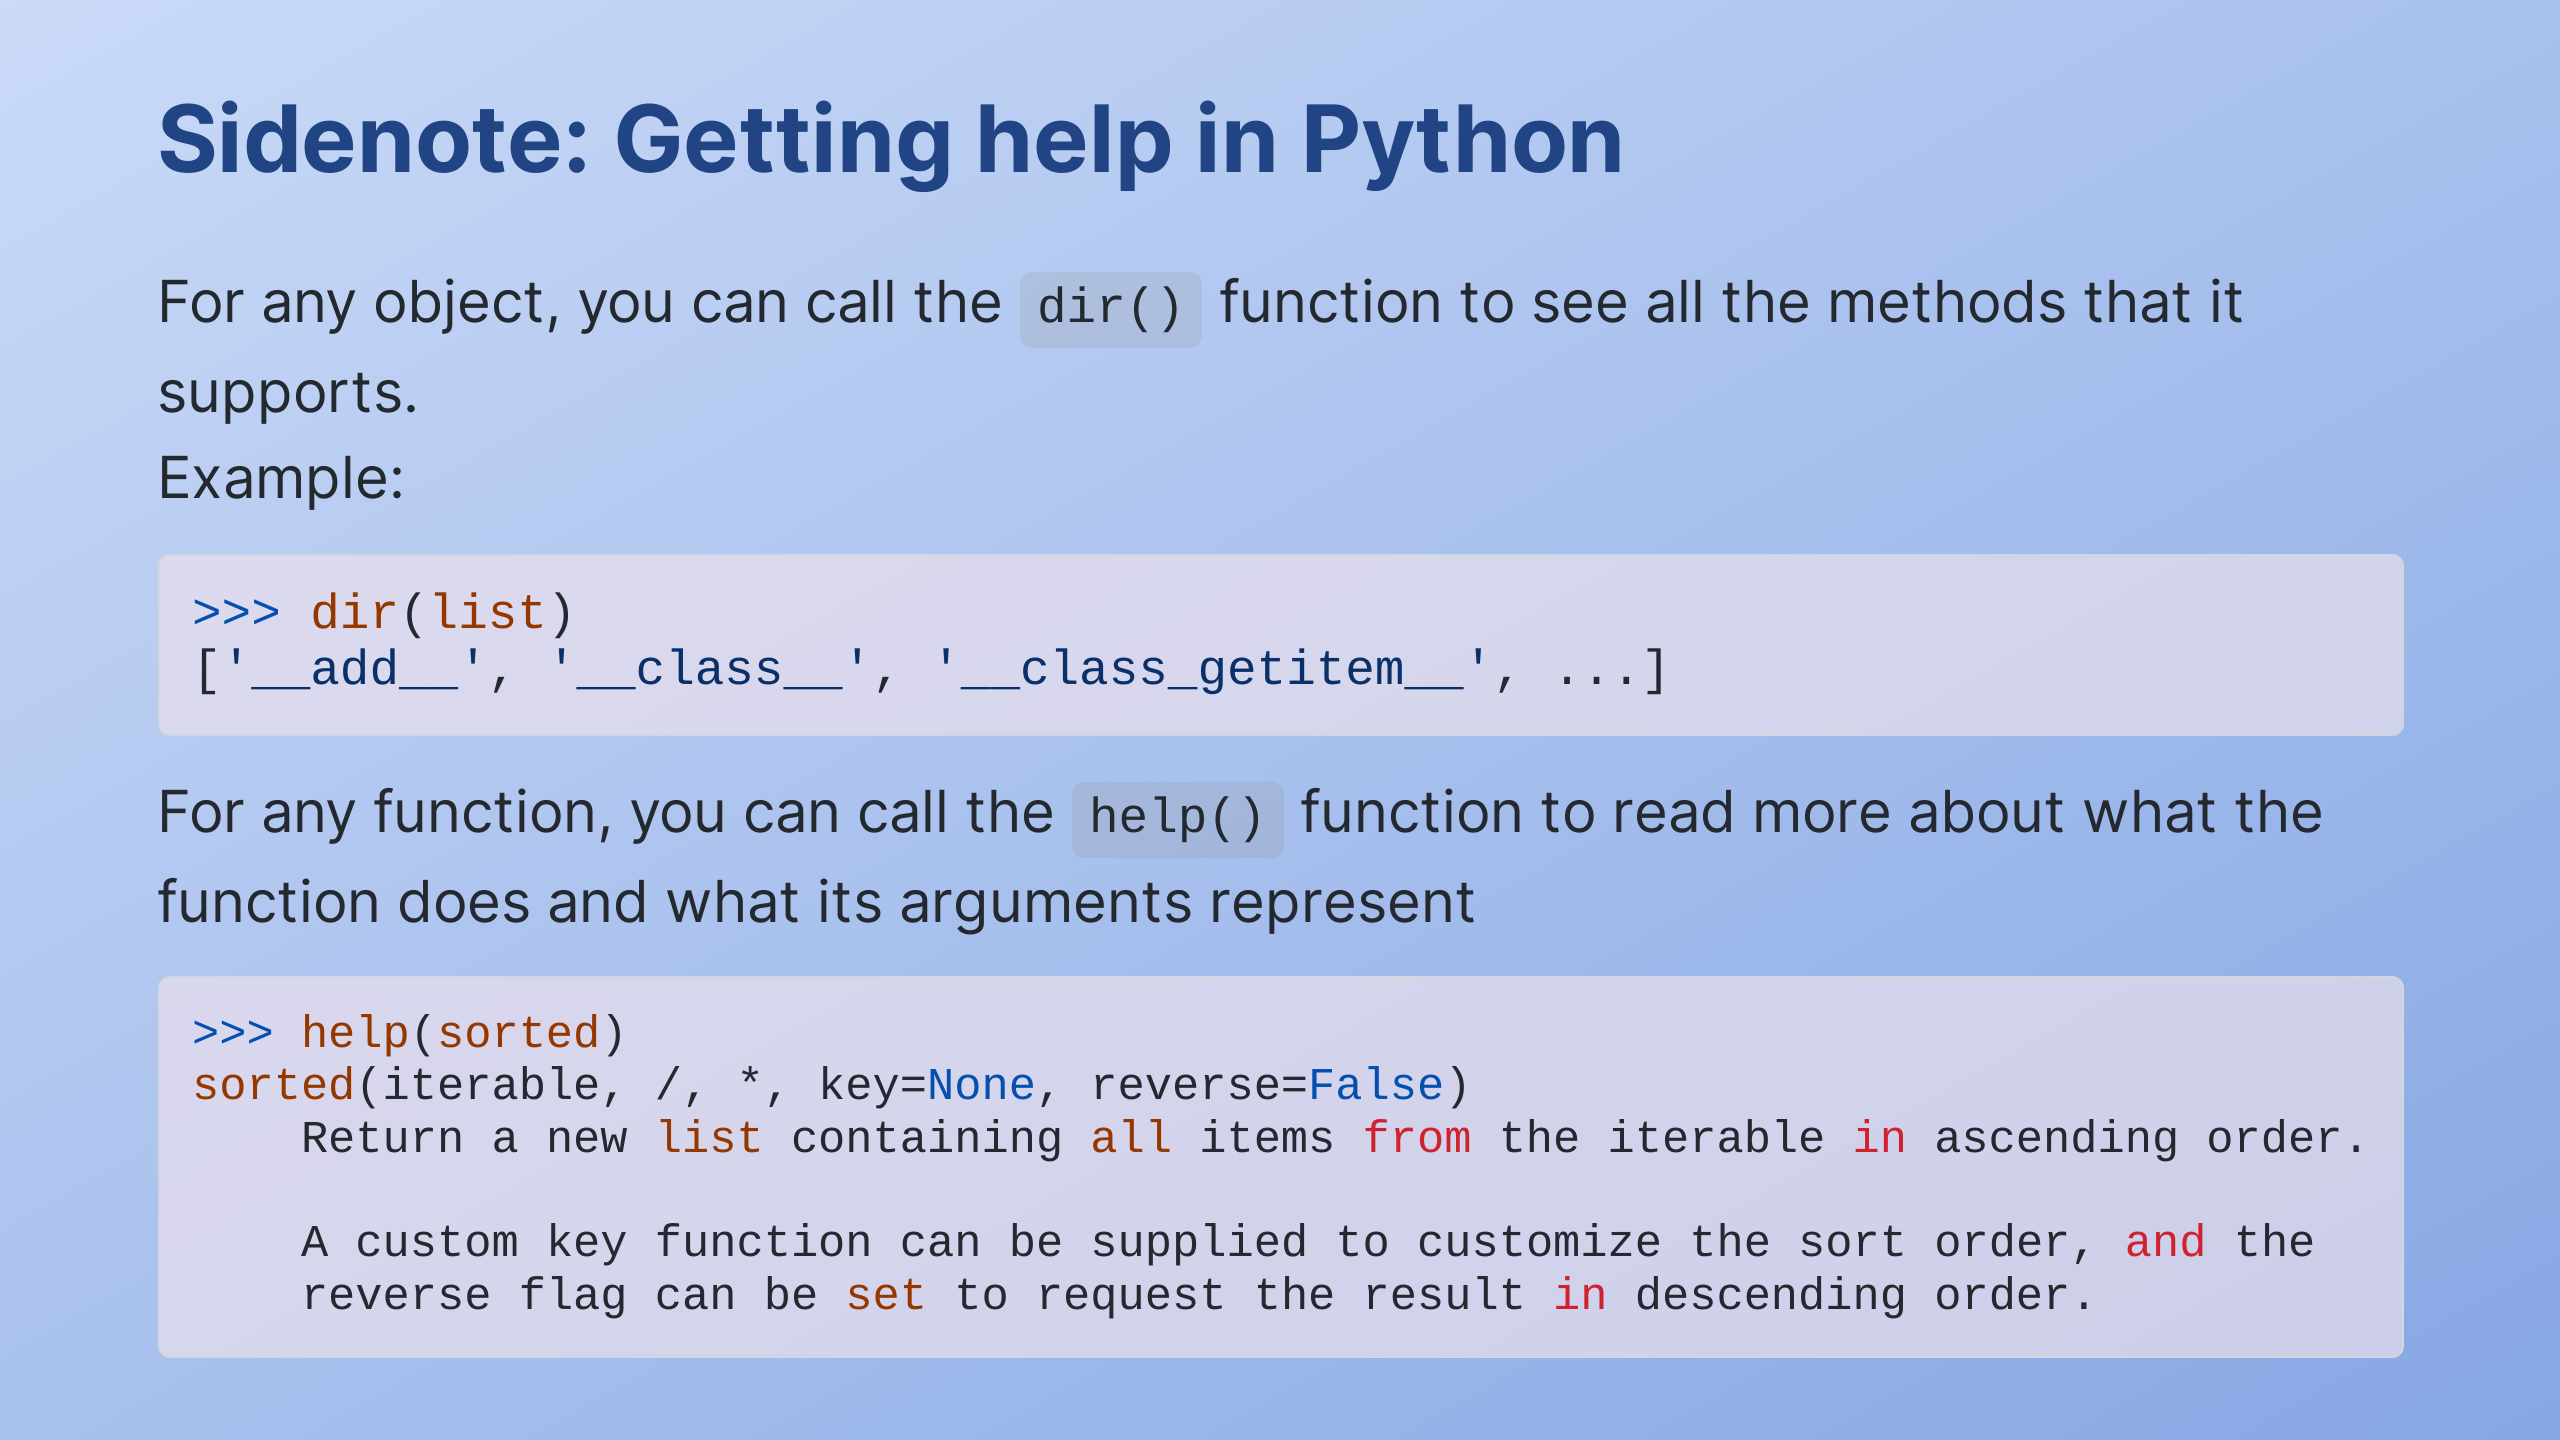 Sidenote: Getting help in Python
For any object, you can call the dir() function to see all the methods that it
supports.
Example:
>>> dir(list)
['__add__', '__class__', '__class_getitem__', ...]
For any function, you can call the help() function to read more about what the
function does and what its arguments represent
>>> help(sorted)
sorted(iterable, /, *, key=None, reverse=False)
    Return a new list containing all items from the iterable in ascending order.
    A custom key function can be supplied to customize the sort order, and the
    reverse flag can be set to request the result in descending order.